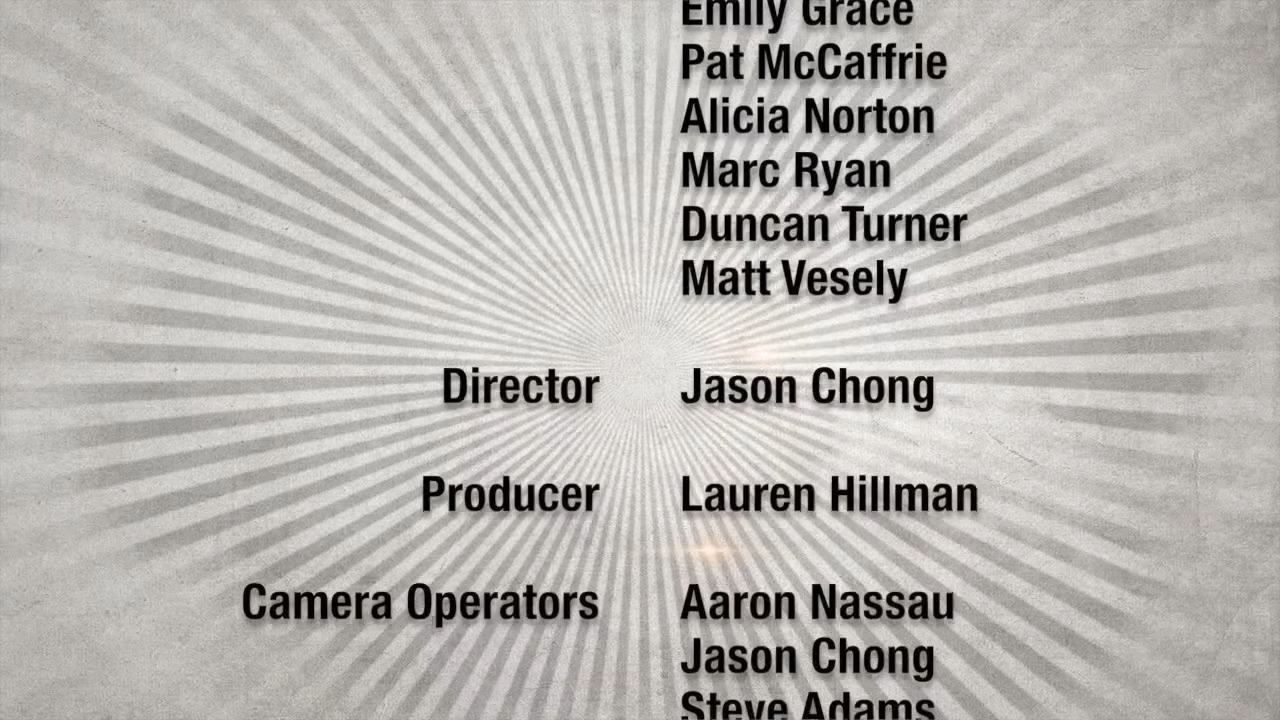 Emily Grace
Pat McCaffrie
Alicia Norton
Marc Ryan
Duncan Turner
Matt Vesely
Director Jason Chong
Producer Lauren Hillman
Camera Operators Aaron Nassau
Jason Chong
Steve Adams